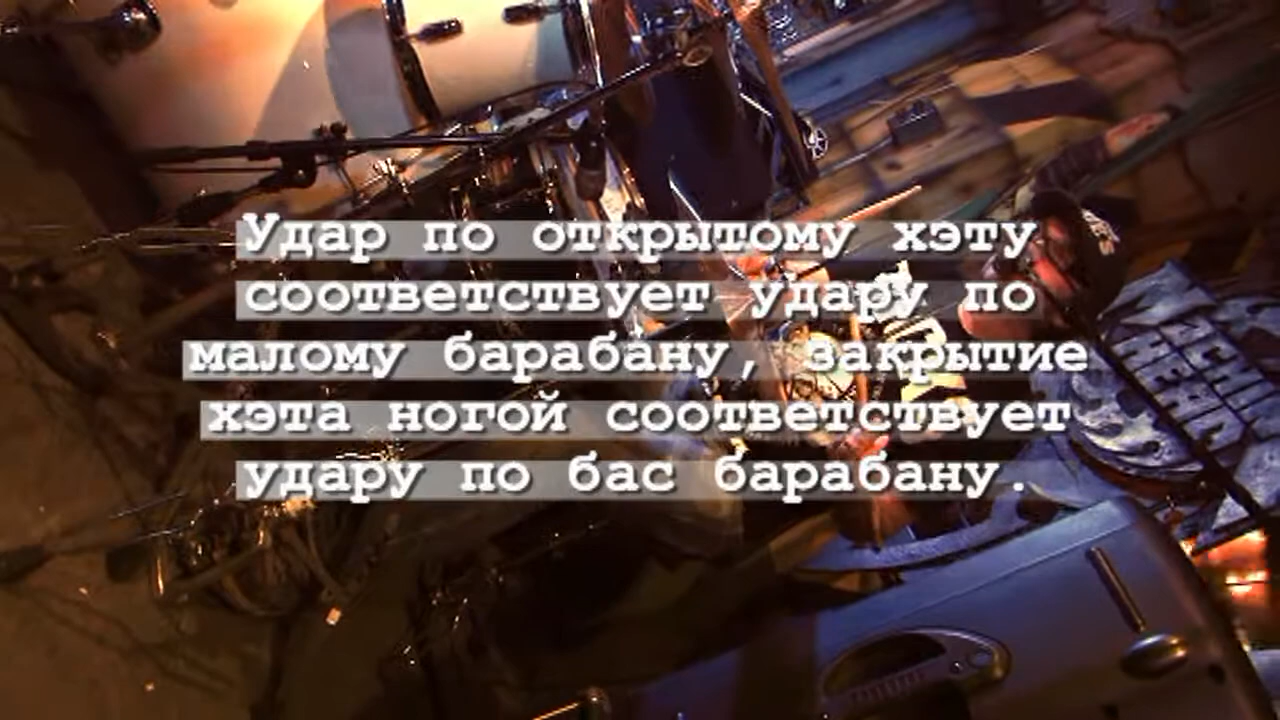 Удар по открытому хэту
соответствует удару по
малому барабану, закрытие
хэта ногой соответствует
удару по бас барабану.